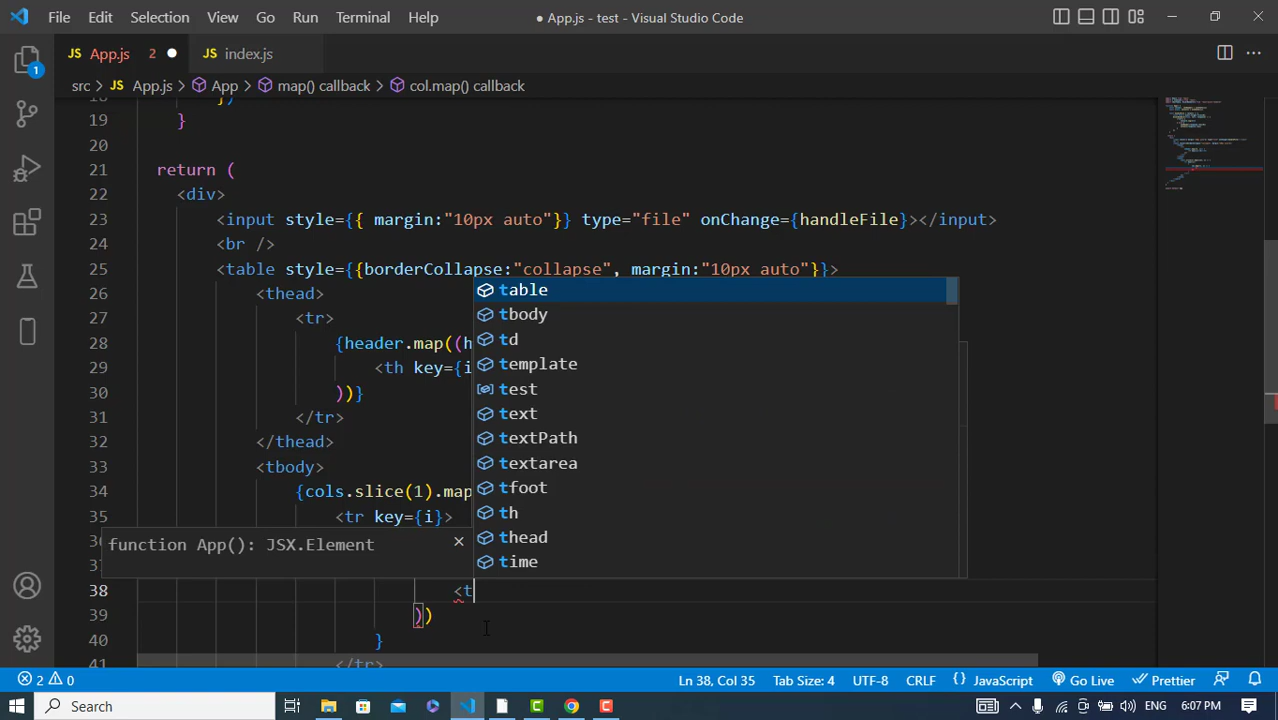 File Edit Selection View Go Run Terminal Help ● App.js - test - Visual Studio Code
JS App.js 2 JS index.js
src > JS App.js > App > map() callback > col.map() callback
18 })
19 }
20
21 return (
22 <div>
23 <input style={{ margin:"10px auto"}} type="file" onChange={handleFile}></input>
24 <br />
25 <table style={{borderCollapse:"collapse", margin:"10px auto"}}>
26 <thead>
27 <tr>
28 {header.map((h
29 <th key={i
30 ))}
31 </tr>
32 </thead>
33 <tbody>
34 {cols.slice(1).map
35 <tr key={i}>
38 <t
39 ))
40 }
41 </tr>
table
tbody
td
template
test
text
textPath
textarea
tfoot
th
thead
time
function App(): JSX.Element
1
2 0 Ln 38, Col 35 Tab Size: 4 UTF-8 CRLF {} JavaScript Go Live Prettier
Search ENG 6:07 PM